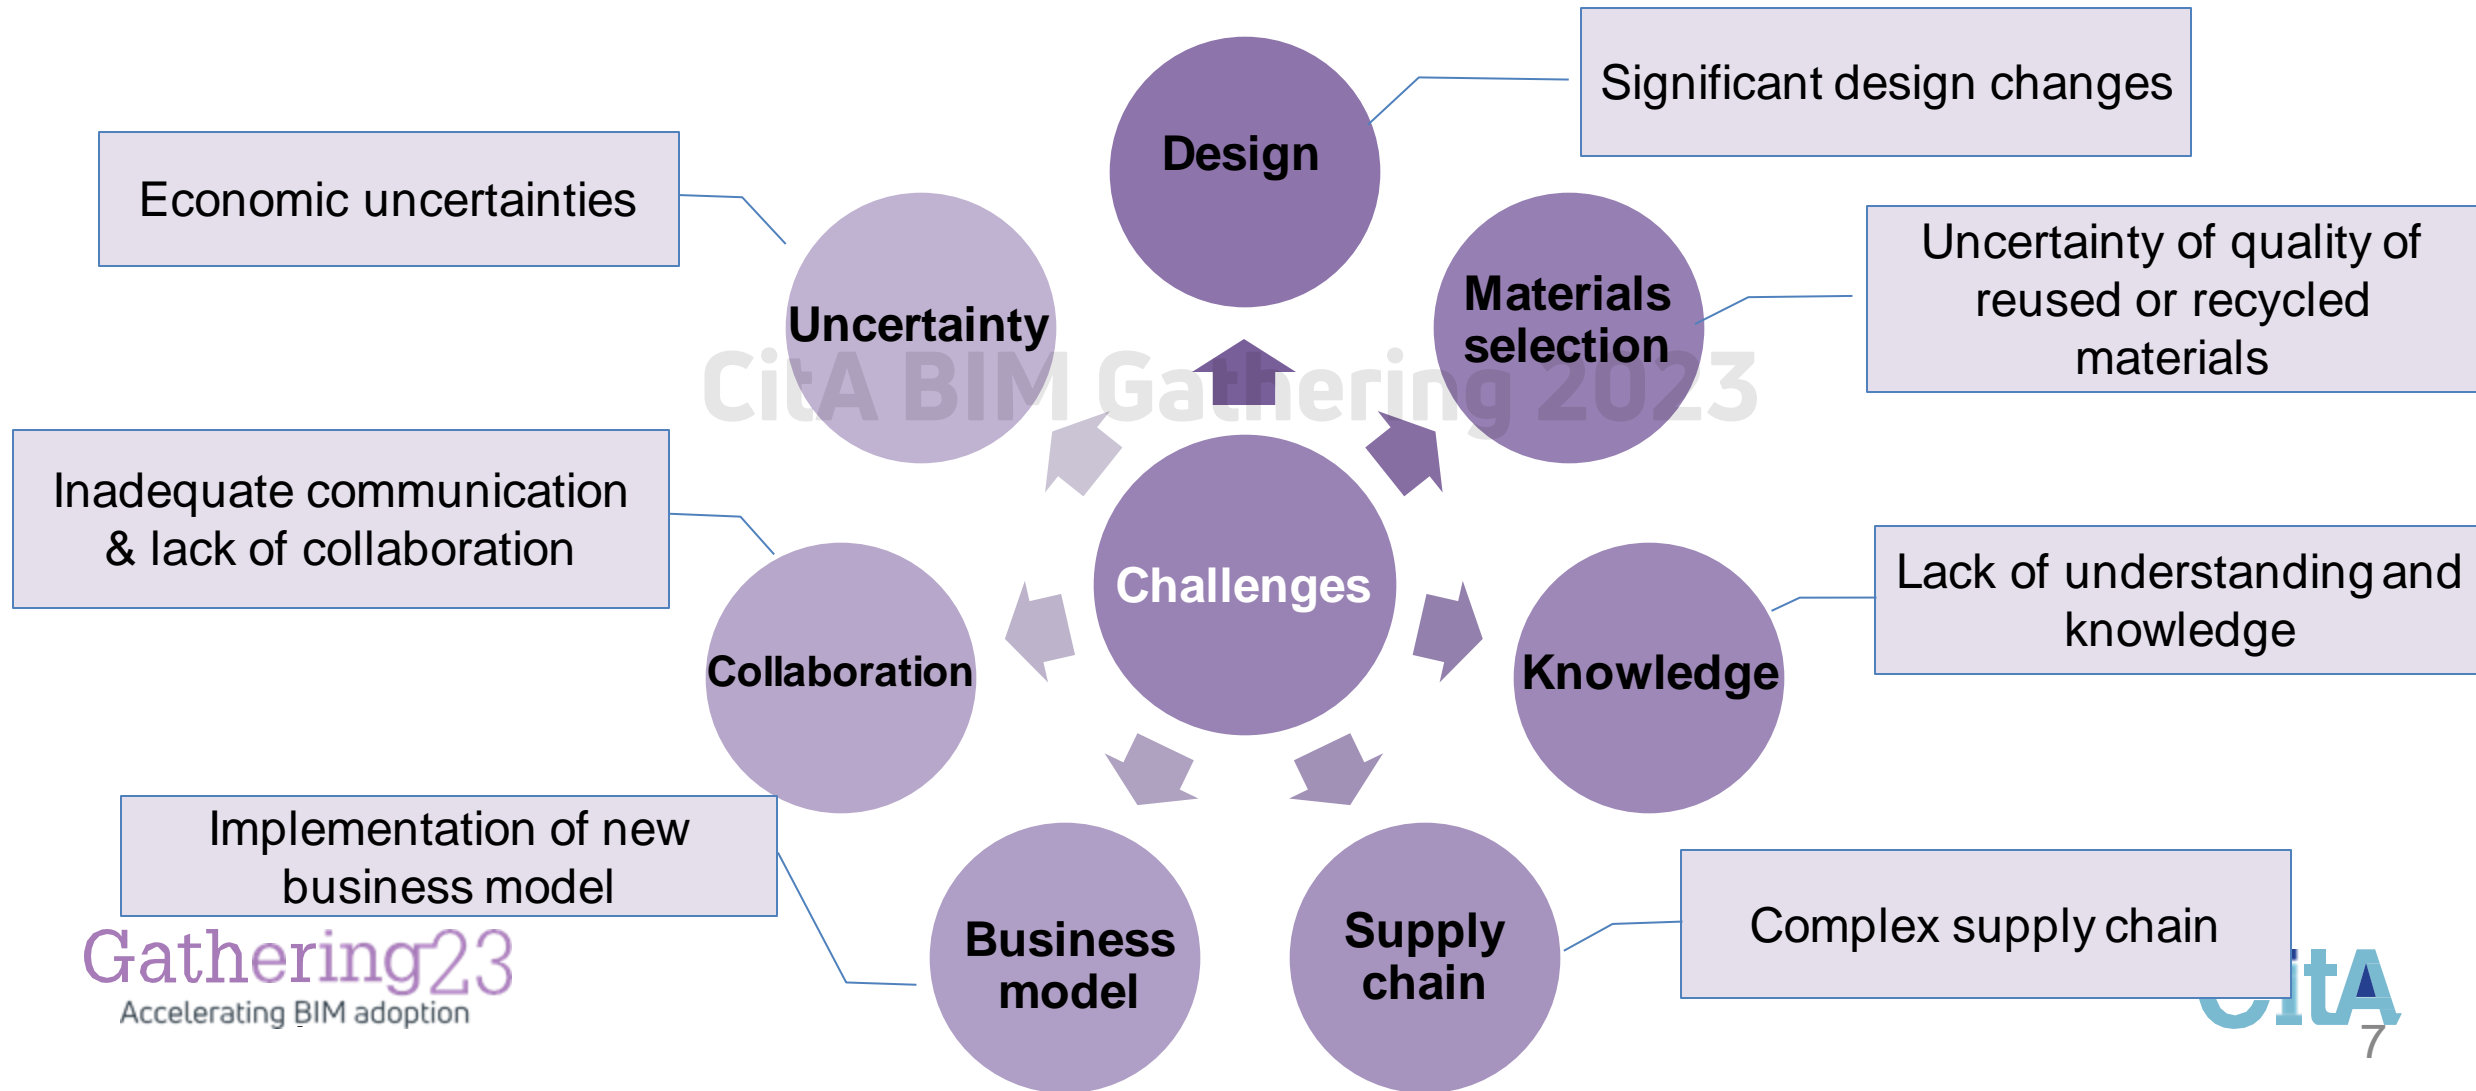 Design
Significant design changes
Economic uncertainties
Uncertainty
Materials
selection
Uncertainty of quality of
reused or recycled
materials
CitA BIM Gathering 2023
Inadequate communication
& lack of collaboration
Challenges
Lack of understanding and
knowledge
Collaboration
Knowledge
Implementation of new
business model
Business
model
Supply
chain
Complex supply chain
Gathering23
Accelerating BIM adoption
CitA
7